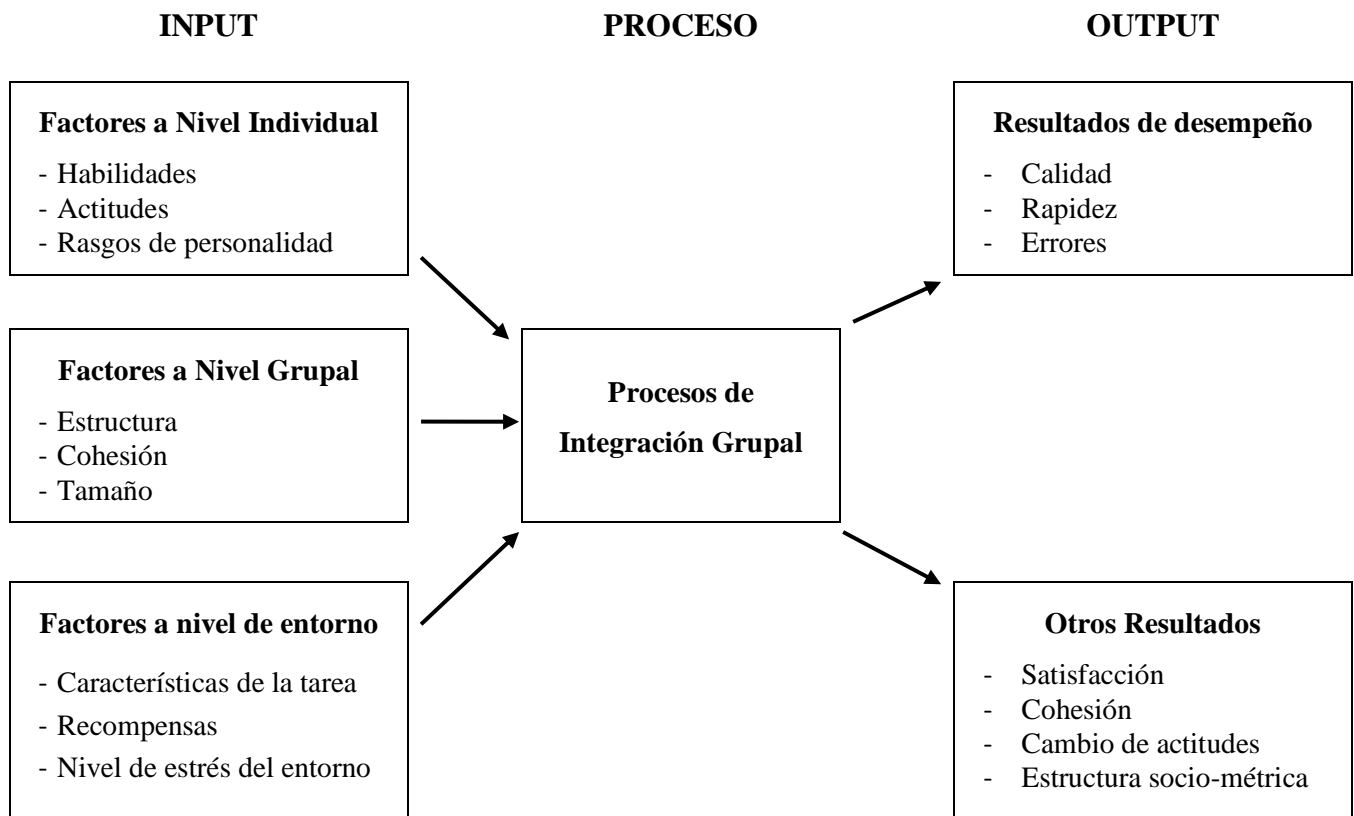 INPUT
PROCESO
OUTPUT
Factores a Nivel Individual
- Habilidades
- Actitudes
- Rasgos de personalidad
Factores a Nivel Grupal
- Estructura
- Cohesión
- Tamaño
Factores a nivel de entorno
- Características de la tarea
- Recompensas
- Nivel de estrés del entorno
Procesos de
Integración Grupal
Resultados de desempeño
- Calidad
- Rapidez
- Errores
Otros Resultados
- Satisfacción
- Cohesión
- Cambio de actitudes
- Estructura socio-métrica